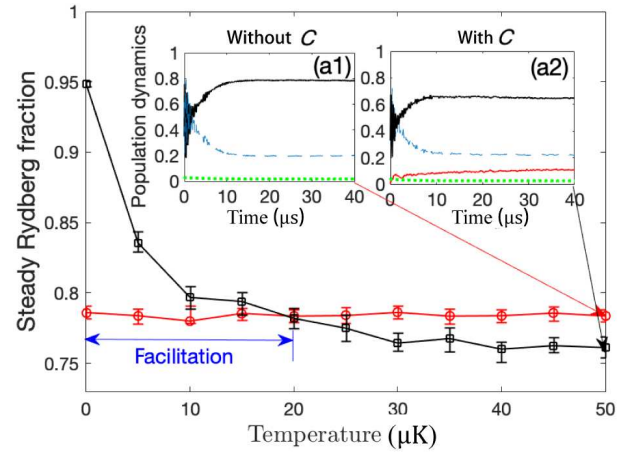 Without C
With C
(a1)
(a2)
Population dynamics
1
0.8
0.6
0.4
0.2
0
0 10 20 30 40
Time (μs)
1
0.8
0.6
0.4
0.2
0
0 10 20 30 40
Time (μs)
Steady Rydberg fraction
0.95
0.9
0.85
0.8
0.75
Facilitation
0 10 20 30 40 50
Temperature (μK)